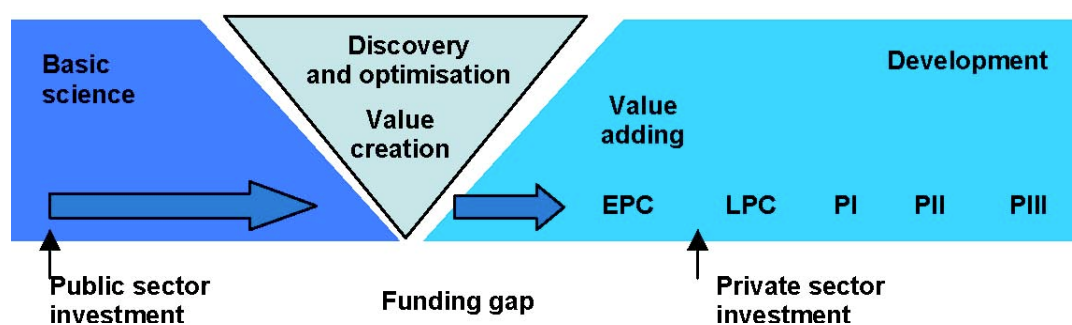 Basic
science
Discovery
and optimisation
Value
creation
Development
Value
adding
EPC LPC PI PII PIII
Public sector
investment
Funding gap
Private sector
investment